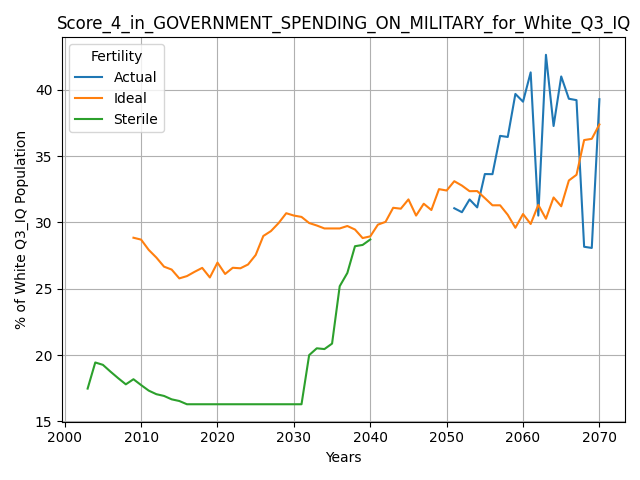 Score_4_in_GOVERNMENT_SPENDING_ON_MILITARY_for_White_Q3_IQ
Fertility
Actual
Ideal
Sterile
% of White Q3_IQ Population
40
35
30
25
20
15
2000 2010 2020 2030 2040 2050 2060 2070
Years